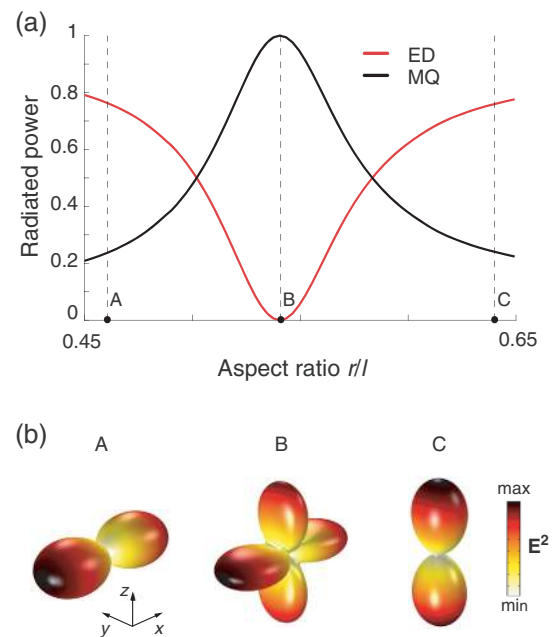 (a)
Radiated power
1
0.8
0.6
0.4
0.2
0
ED
MQ
A
B
C
0.45
0.65
Aspect ratio r/l
(b)
A
B
C
z
y
x
max
E²
min